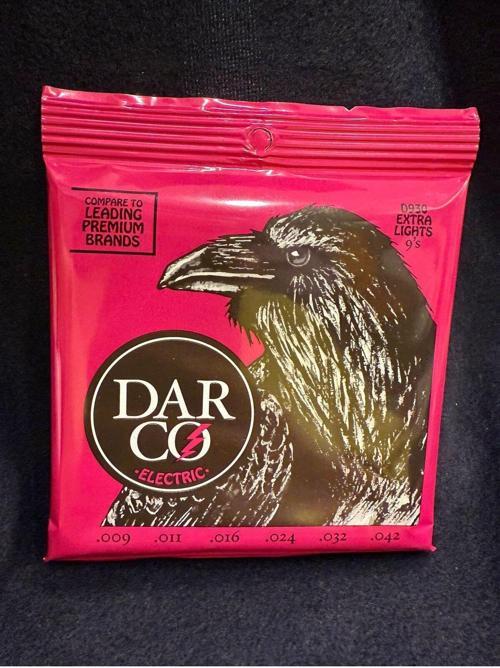 COMPARE TO
LEADING
PREMIUM
BRANDS
D930
EXTRA
LIGHTS
9's
DAR
CO
·ELECTRIC·
.009 .011 .016 .024 .032 .042